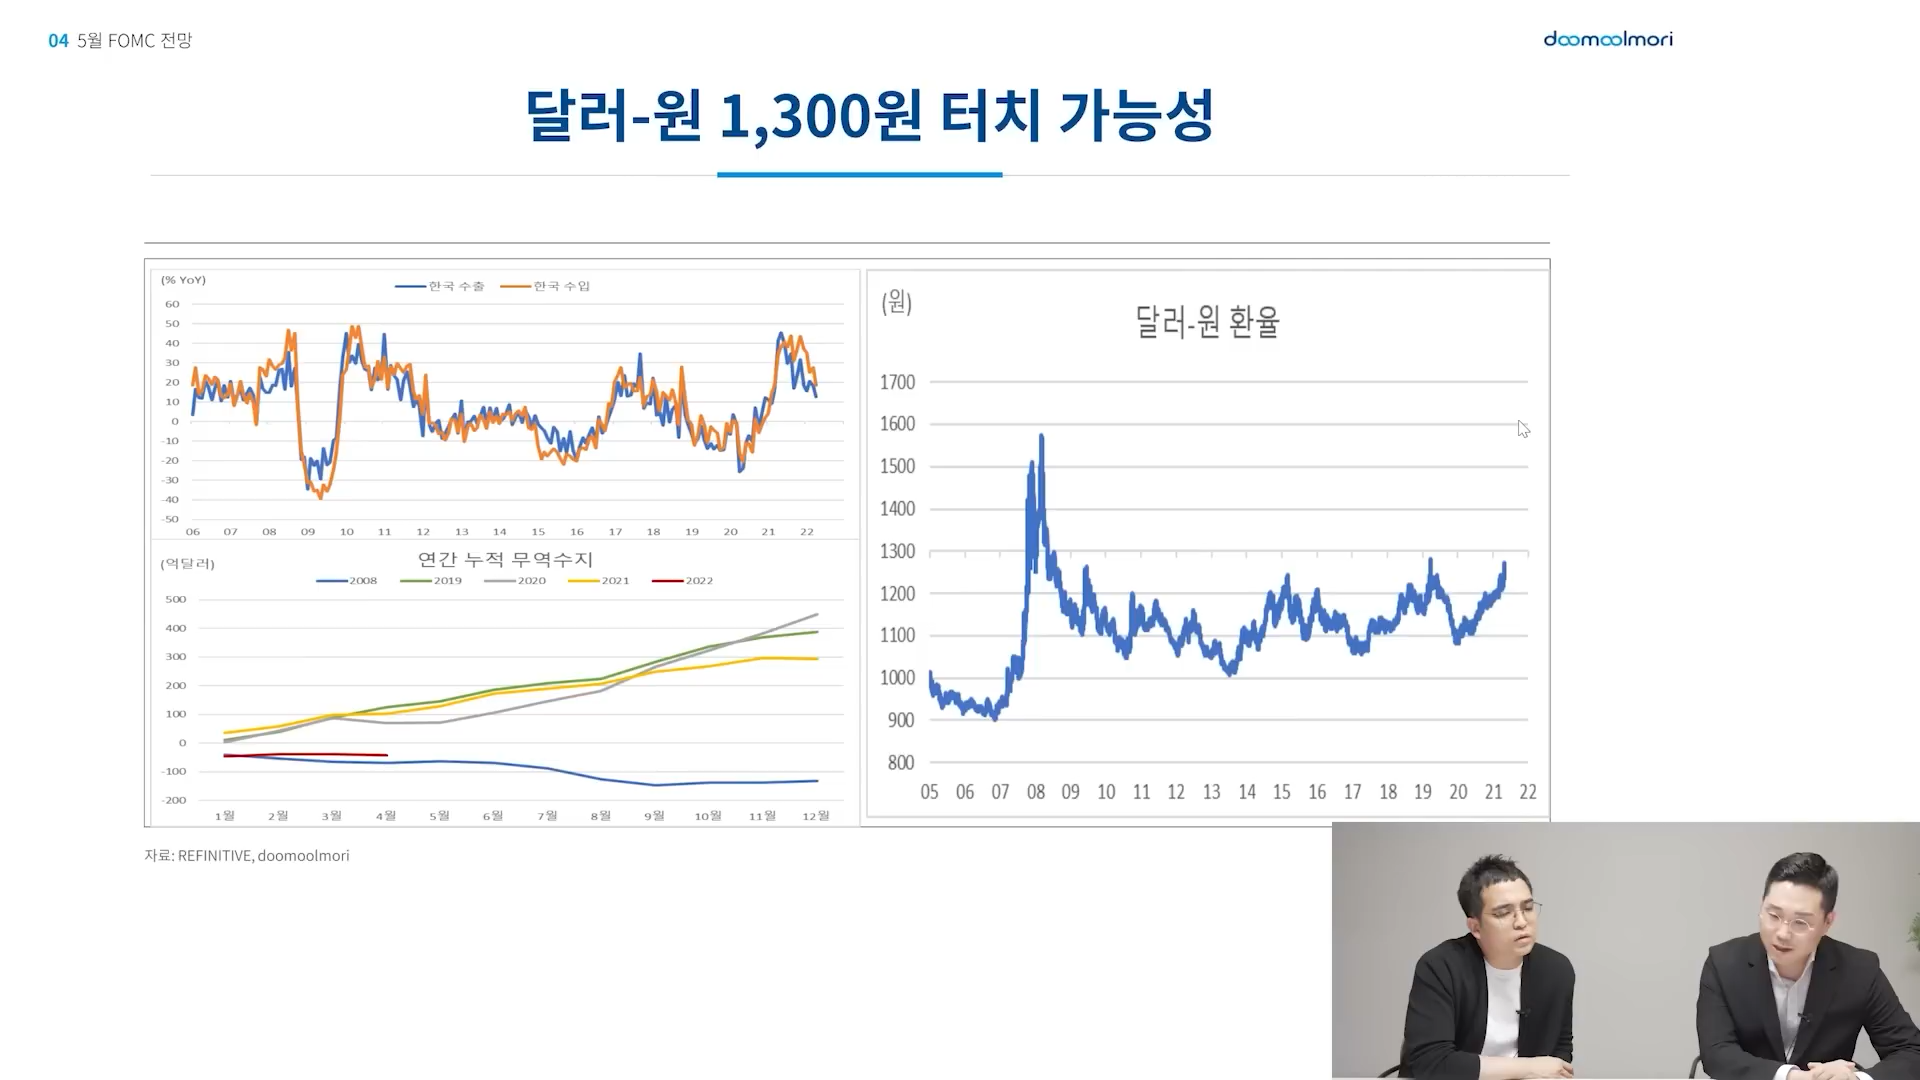 04 5월 FOMC 전망
doomoolmori
달러-원 1,300원 터치 가능성
(% YoY)
한국 수출 한국 수입
60
50
40
30
20
10
0
-10
-20
-30
-40
-50
06 07 08 09 10 11 12 13 14 15 16 17 18 19 20 21 22
(억달러)
연간 누적 무역수지
2008 2019 2020 2021 2022
500
400
300
200
100
0
-100
-200
1월 2월 3월 4월 5월 6월 7월 8월 9월 10월 11월 12월
(원)
달러-원 환율
1700
1600
1500
1400
1300
1200
1100
1000
900
800
05 06 07 08 09 10 11 12 13 14 15 16 17 18 19 20 21 22
자료: REFINITIVE, doomoolmori